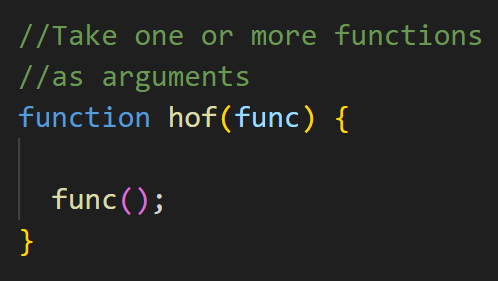 //Take one or more functions
//as arguments
function hof(func) {
func();
}